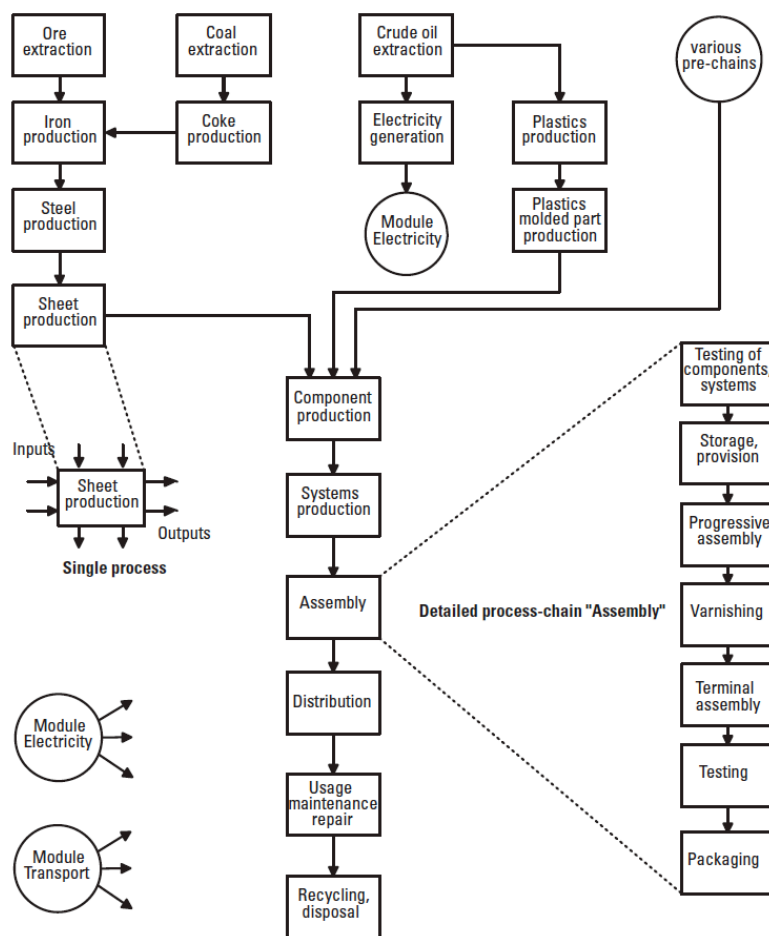 Ore
extraction
Coal
extraction
Crude oil
extraction
various
pre-chains
Iron
production
Coke
production
Electricity
generation
Plastics
production
Steel
production
Module
Electricity
Plastics
molded part
production
Sheet
production
Testing of
components,
systems
Component
production
Inputs
Sheet
production
Outputs
Single process
Storage,
provision
Systems
production
Progressive
assembly
Assembly
Detailed process-chain "Assembly"
Varnishing
Terminal
assembly
Distribution
Module
Electricity
Testing
Usage
maintenance
repair
Module
Transport
Packaging
Recycling,
disposal